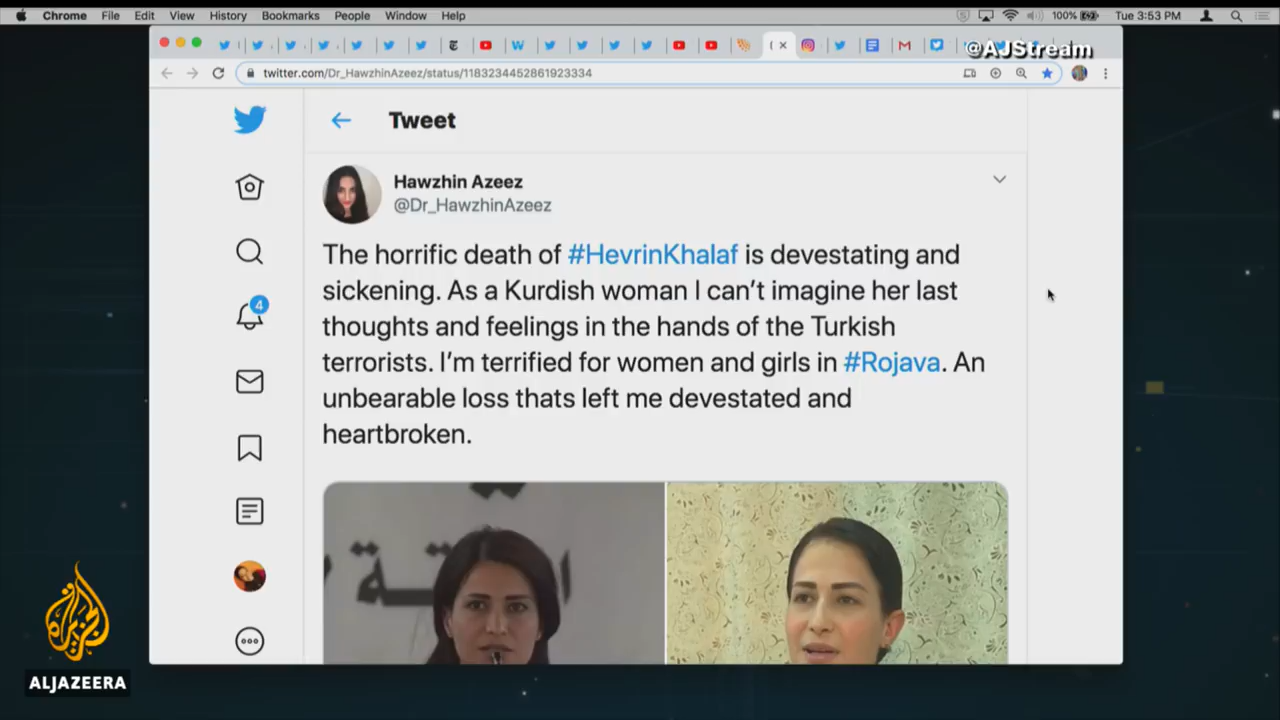 Chrome File Edit View History Bookmarks People Window Help 100% Tue 3:53 PM
@AJStream
twitter.com/Dr_HawzhinAzeez/status/1183234452861923334
Tweet
Hawzhin Azeez
@Dr_HawzhinAzeez
4
The horrific death of #HevrinKhalaf is devestating and
sickening. As a Kurdish woman I can’t imagine her last
thoughts and feelings in the hands of the Turkish
terrorists. I’m terrified for women and girls in #Rojava. An
unbearable loss thats left me devestated and
heartbroken.
ALJAZEERA